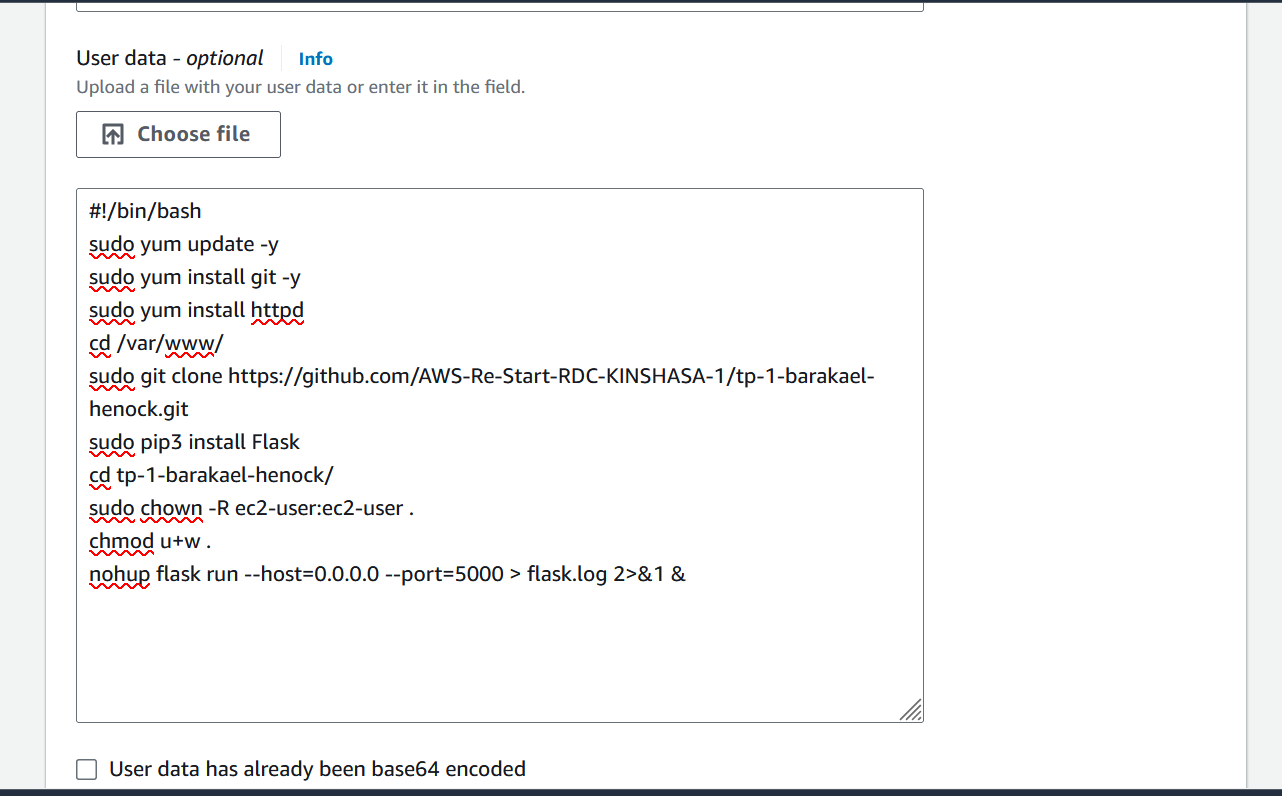 User data - optional Info
Upload a file with your user data or enter it in the field.
Choose file
#!/bin/bash
sudo yum update -y
sudo yum install git -y
sudo yum install httpd
cd /var/www/
sudo git clone https://github.com/AWS-Re-Start-RDC-KINSHASA-1/tp-1-barakael-
henock.git
sudo pip3 install Flask
cd tp-1-barakael-henock/
sudo chown -R ec2-user:ec2-user .
chmod u+w .
nohup flask run --host=0.0.0.0 --port=5000 > flask.log 2>&1 &
User data has already been base64 encoded